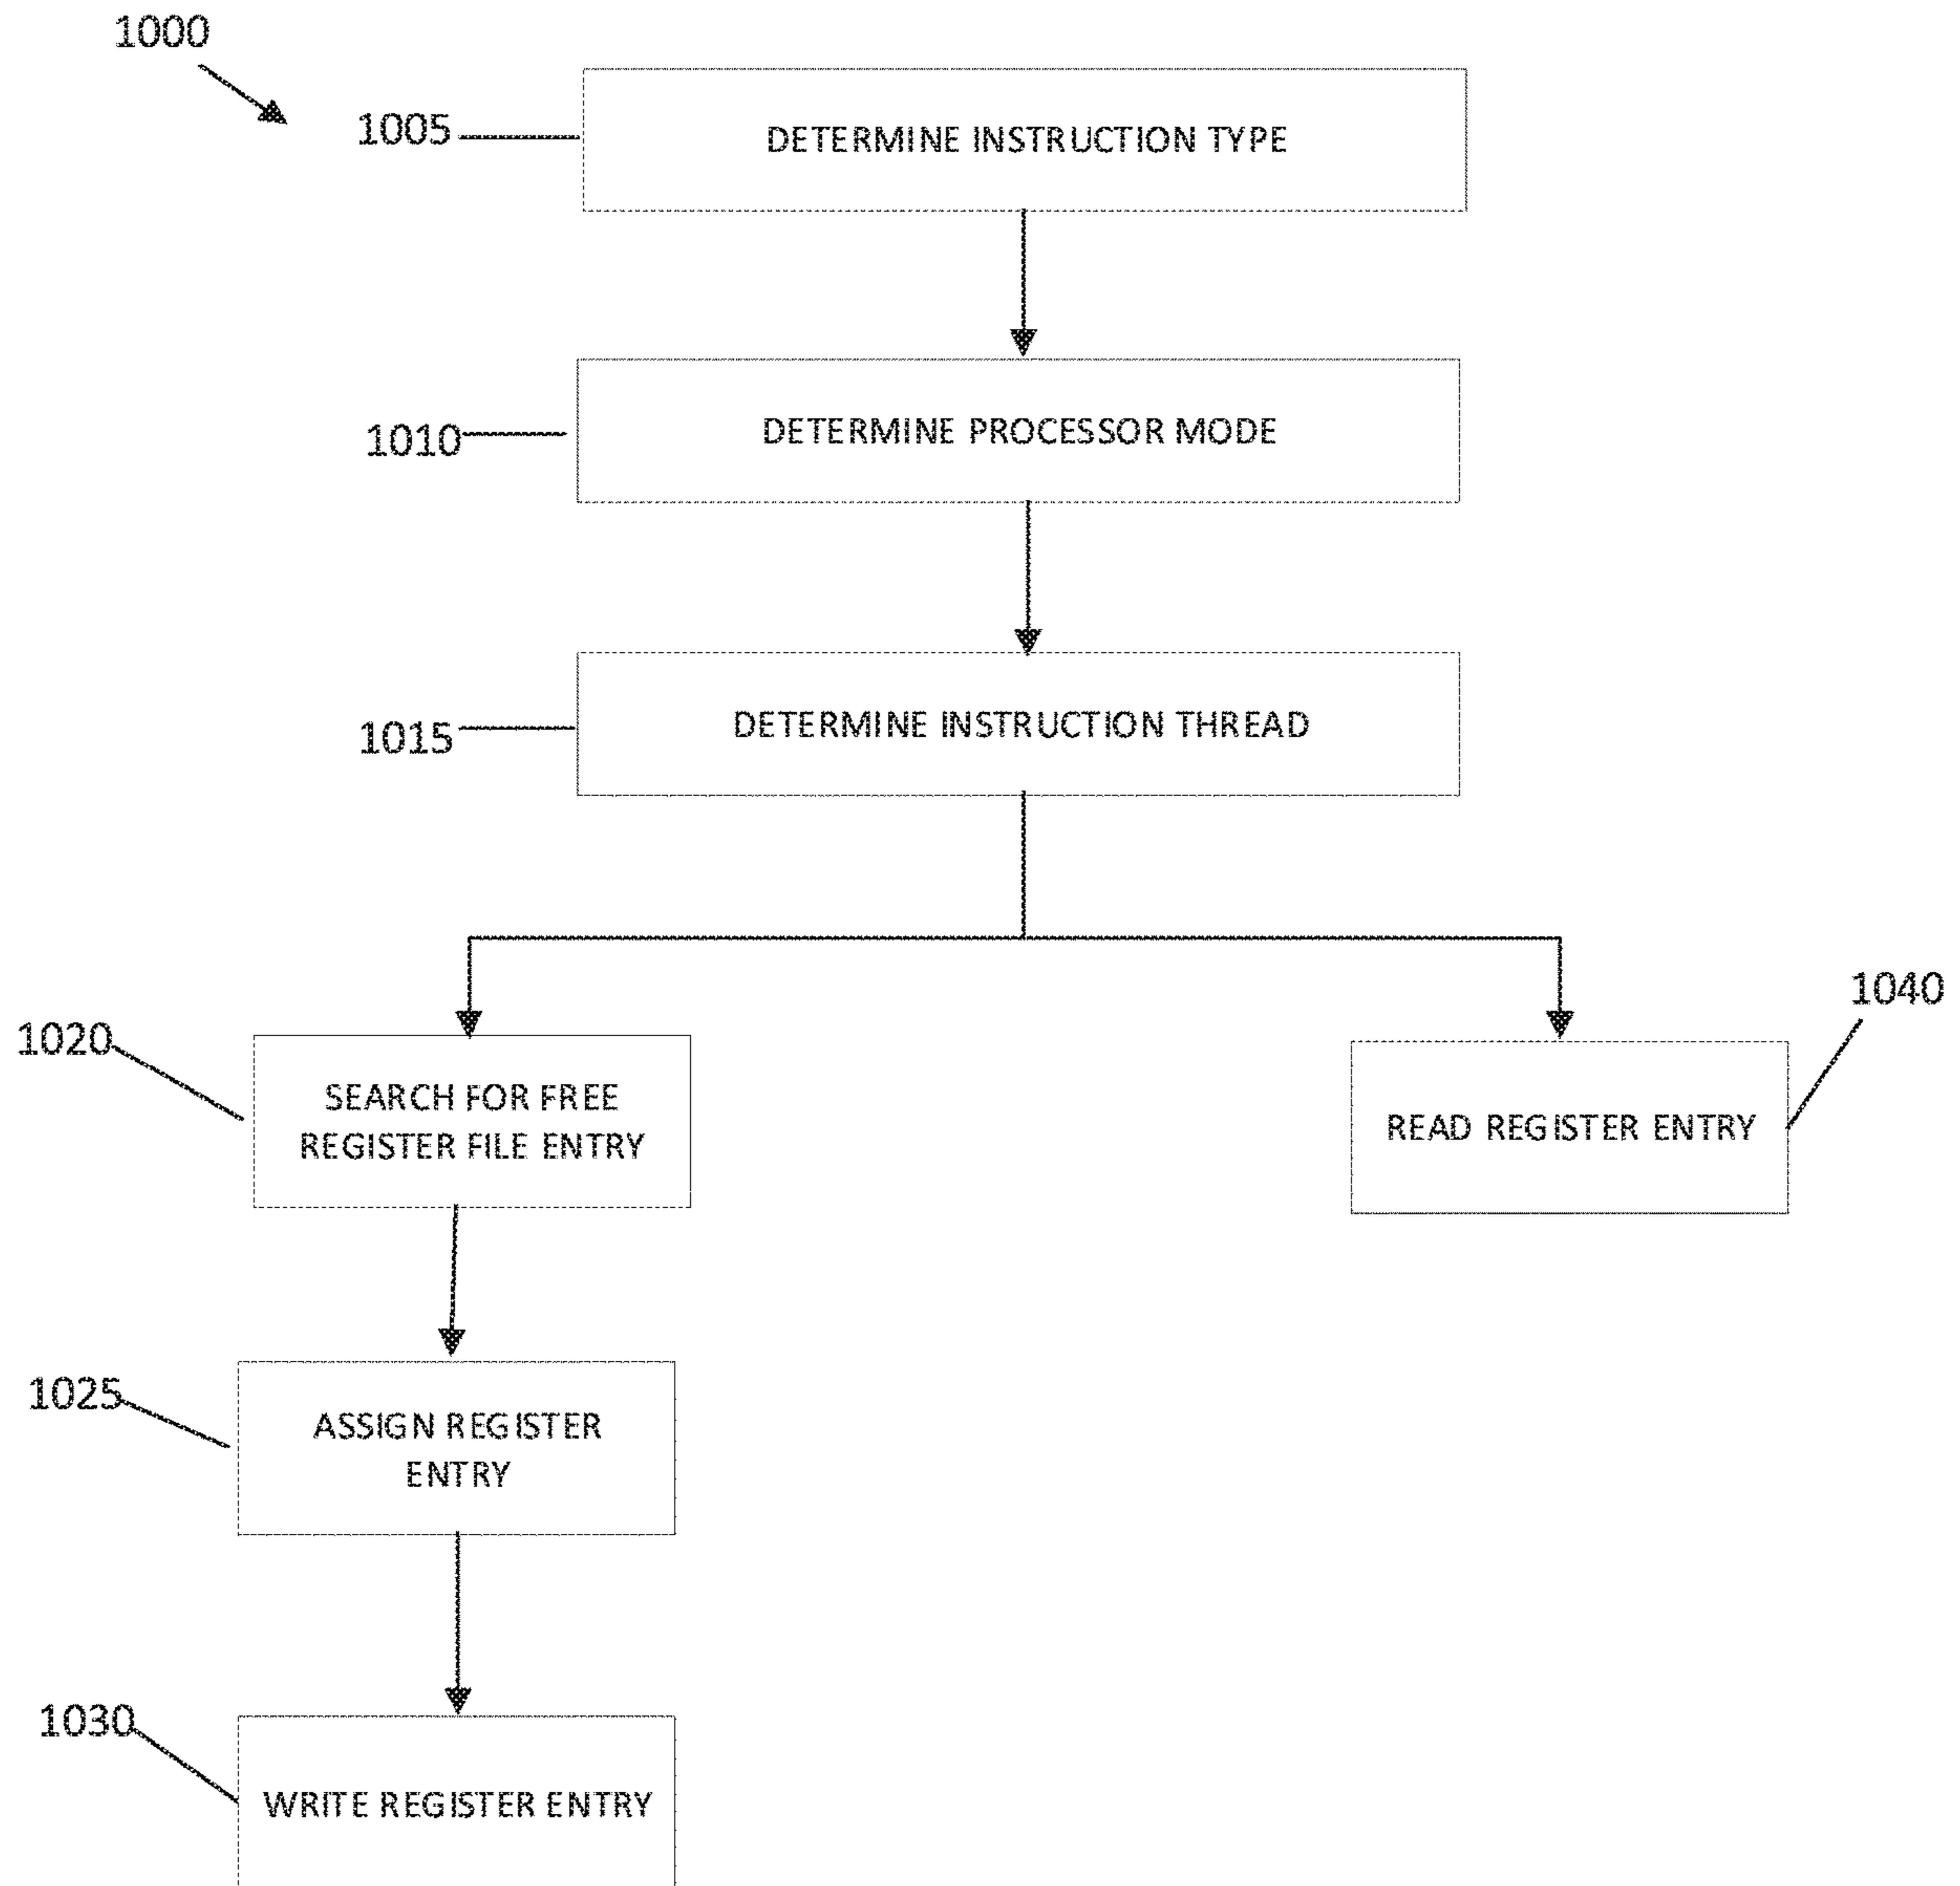 1000
1005
DETERMINE INSTRUCTION TYPE
1010
DETERMINE PROCESSOR MODE
1015
DETERMINE INSTRUCTION THREAD
1020
SEARCH FOR FREE
REGISTER FILE ENTRY
1040
READ REGISTER ENTRY
1025
ASSIGN REGISTER
ENTRY
1030
WRITE REGISTER ENTRY